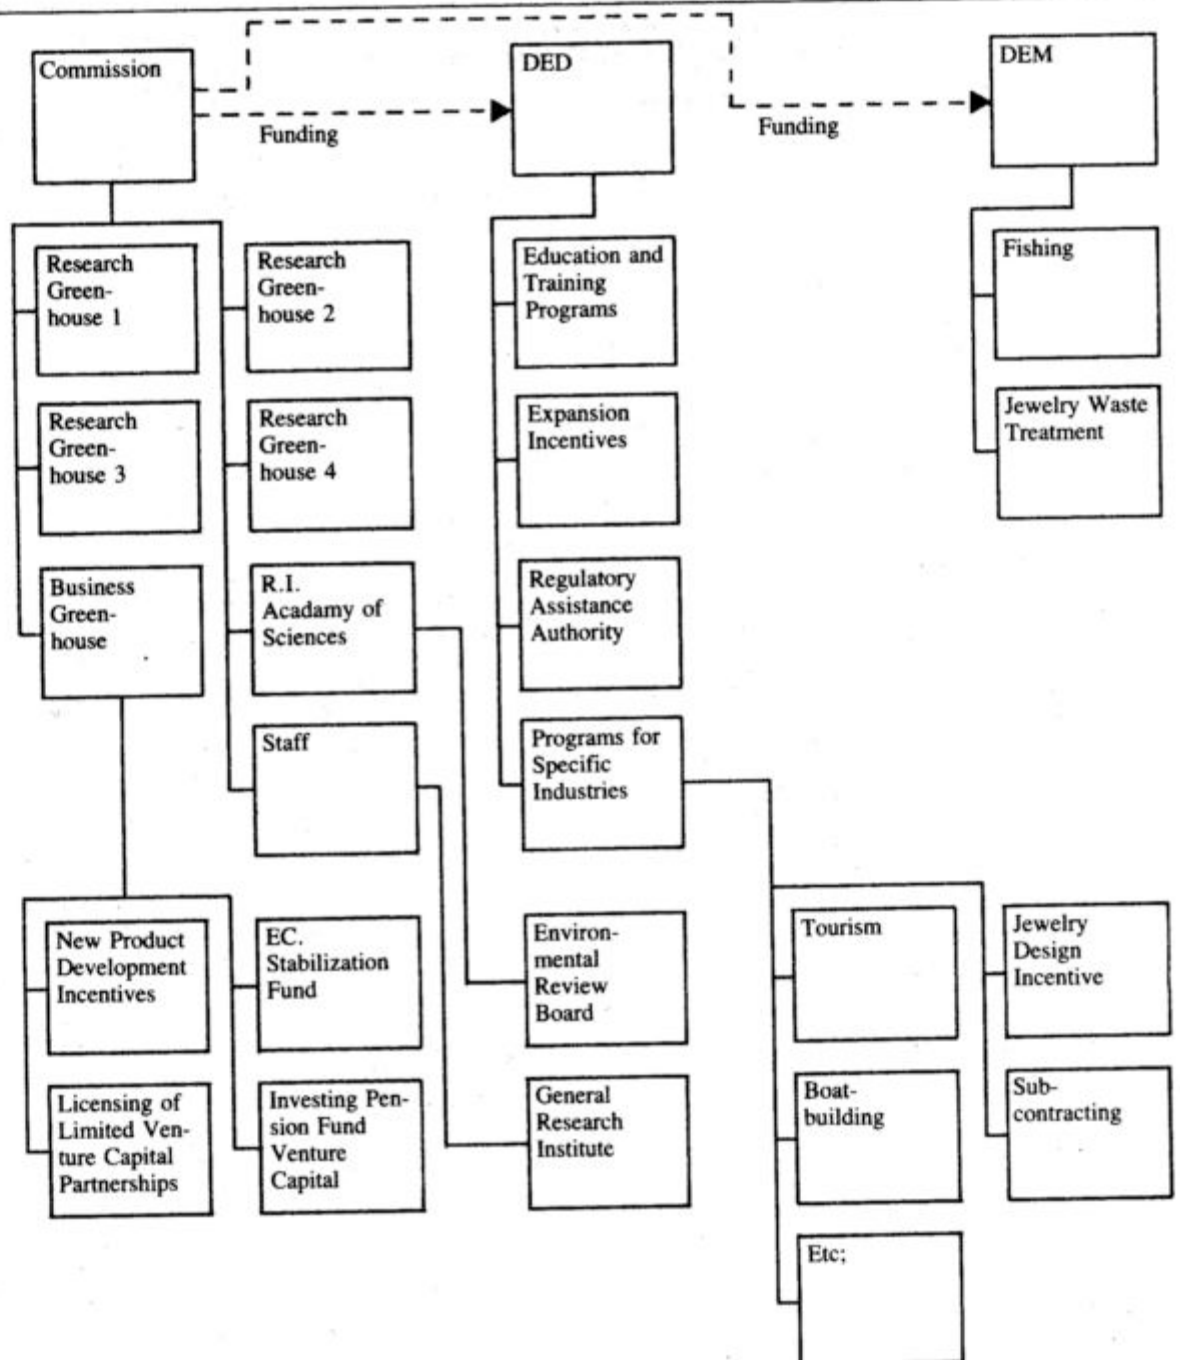 Commission
DED
DEM
Funding
Funding
Research
Green-
house 1
Research
Green-
house 2
Education and
Training
Programs
Fishing
Research
Green-
house 3
Research
Green-
house 4
Expansion
Incentives
Jewelry Waste
Treatment
Business
Green-
house
R.I.
Acadamy of
Sciences
Regulatory
Assistance
Authority
Staff
Programs for
Specific
Industries
New Product
Development
Incentives
EC.
Stabilization
Fund
Environ-
mental
Review
Board
Tourism
Jewelry
Design
Incentive
Licensing of
Limited Ven-
ture Capital
Partnerships
Investing Pen-
sion Fund
Venture
Capital
General
Research
Institute
Boat-
building
Sub-
contracting
Etc;